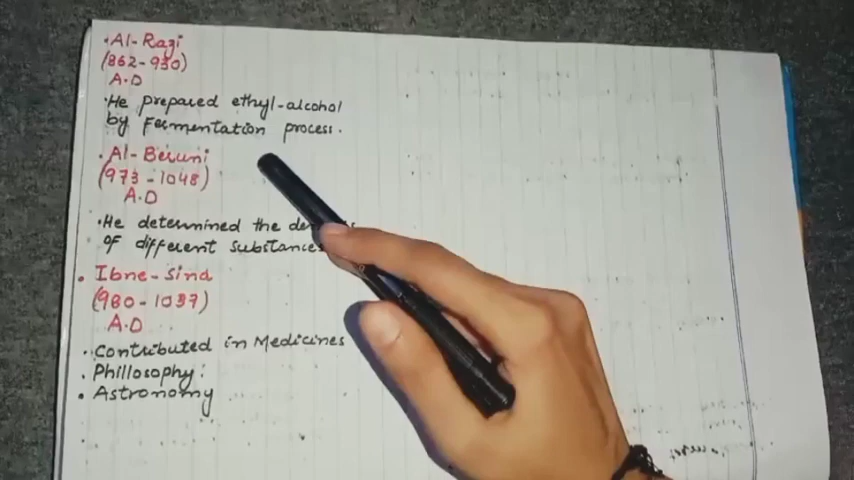 • Al-Razi
(862-930)
A.D
• He prepared ethyl-alcohol
by Fermentation process.
• Al-Beruni
(973-1048)
A.D
• He determined the
of different substances
• Ibne-Sina
(980-1037)
A.D
• Contributed in Medicines
• Phillosophy:
• Astronomy